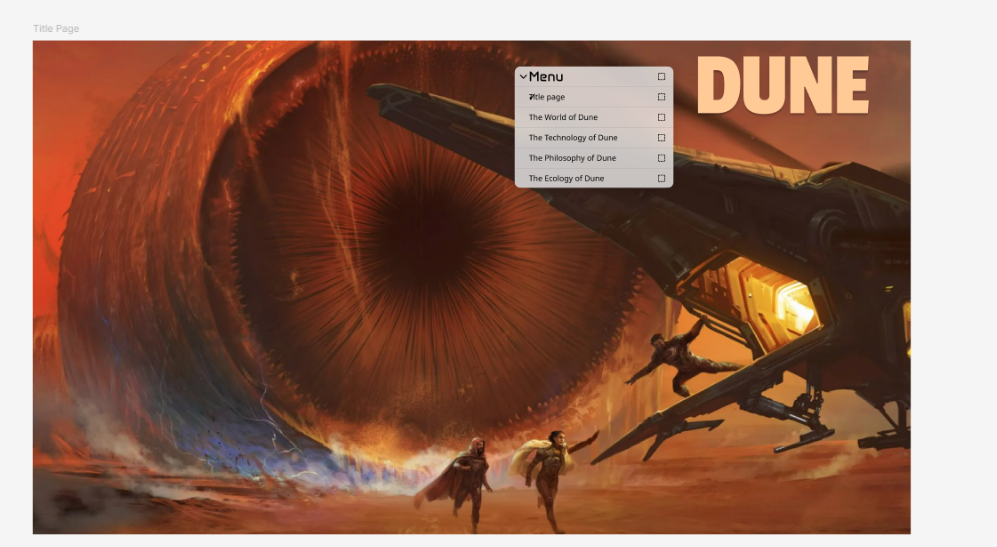 Title Page
DUNE
Menu
Title page
The World of Dune
The Technology of Dune
The Philosophy of Dune
The Ecology of Dune